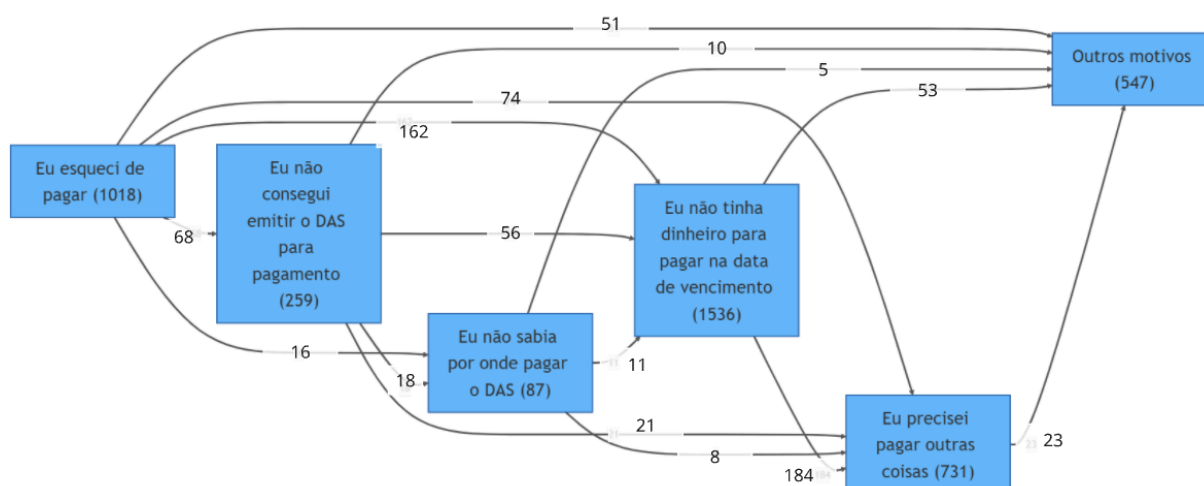 51
10
5
Outros motivos
(547)
53
74
162
Eu esqueci de
pagar (1018)
Eu não
consegui
emitir o DAS
para
pagamento
(259)
68
56
Eu não tinha
dinheiro para
pagar na data
de vencimento
(1536)
16
18
Eu não sabia
por onde pagar
o DAS (87)
11
21
8
184
Eu precisei
pagar outras
coisas (731)
23